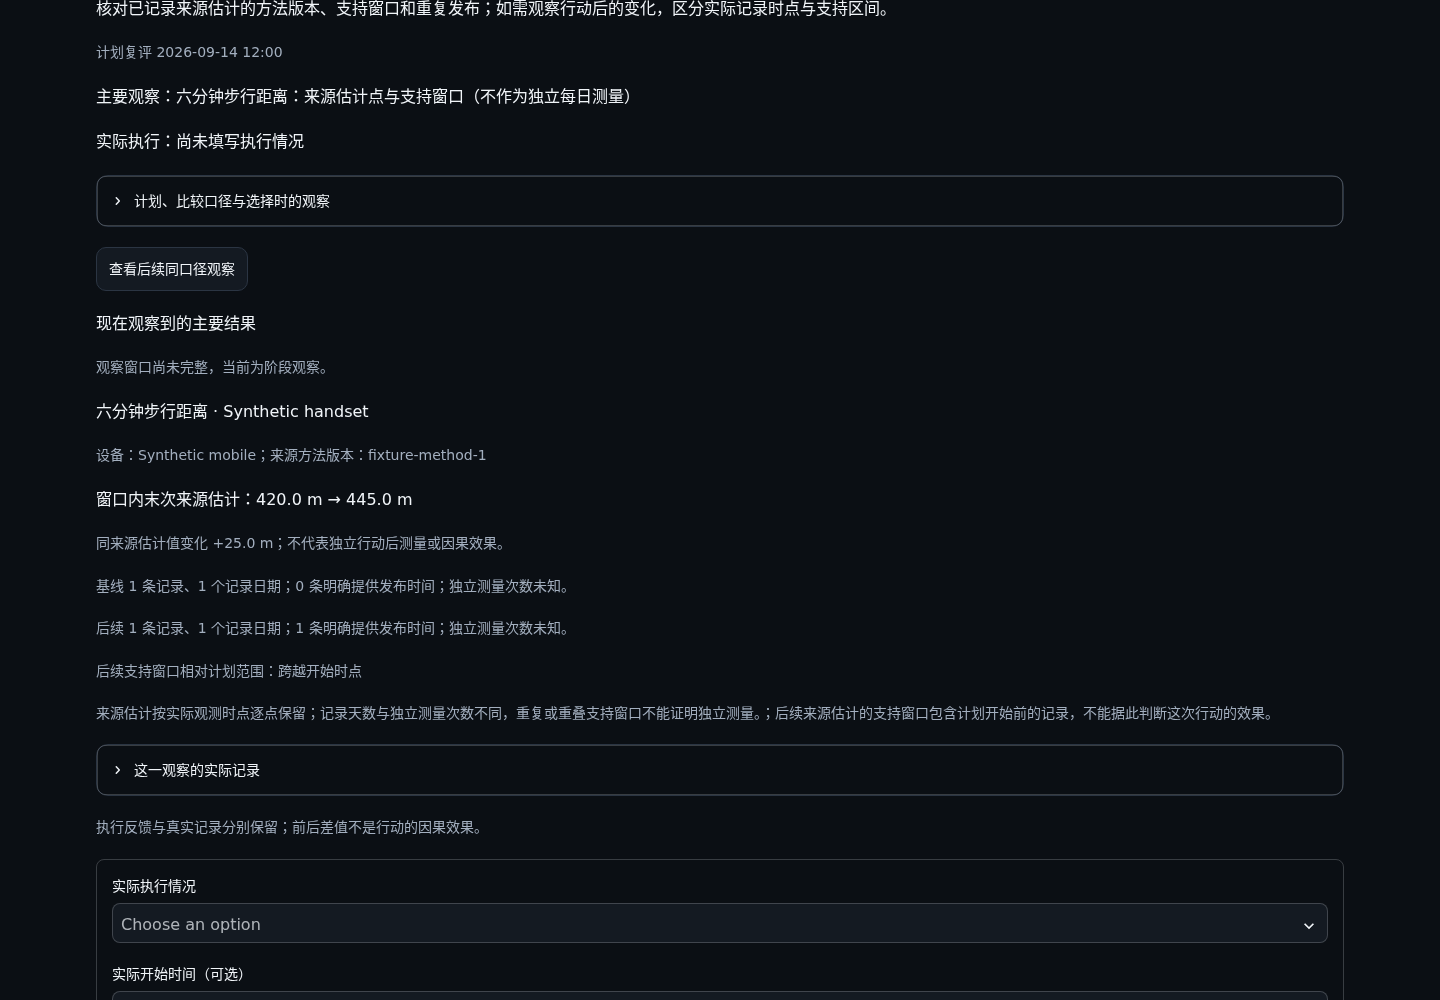 核对已记录来源估计的方法版本、支持窗口和重复发布；如需观察行动后的变化，区分实际记录时点与支持区间。
计划复评 2026-09-14 12:00
主要观察：六分钟步行距离：来源估计点与支持窗口（不作为独立每日测量）
实际执行：尚未填写执行情况
计划、比较口径与选择时的观察
查看后续同口径观察
现在观察到的主要结果
观察窗口尚未完整，当前为阶段观察。
六分钟步行距离 · Synthetic handset
设备：Synthetic mobile；来源方法版本：fixture-method-1
窗口内末次来源估计：420.0 m → 445.0 m
同来源估计值变化 +25.0 m；不代表独立行动后测量或因果效果。
基线 1 条记录、1 个记录日期；0 条明确提供发布时间；独立测量次数未知。
后续 1 条记录、1 个记录日期；1 条明确提供发布时间；独立测量次数未知。
后续支持窗口相对计划范围：跨越开始时点
来源估计按实际观测时点逐点保留；记录天数与独立测量次数不同，重复或重叠支持窗口不能证明独立测量。；后续来源估计的支持窗口包含计划开始前的记录，不能据此判断这次行动的效果。
这一观察的实际记录
执行反馈与真实记录分别保留；前后差值不是行动的因果效果。
实际执行情况
Choose an option
实际开始时间（可选）